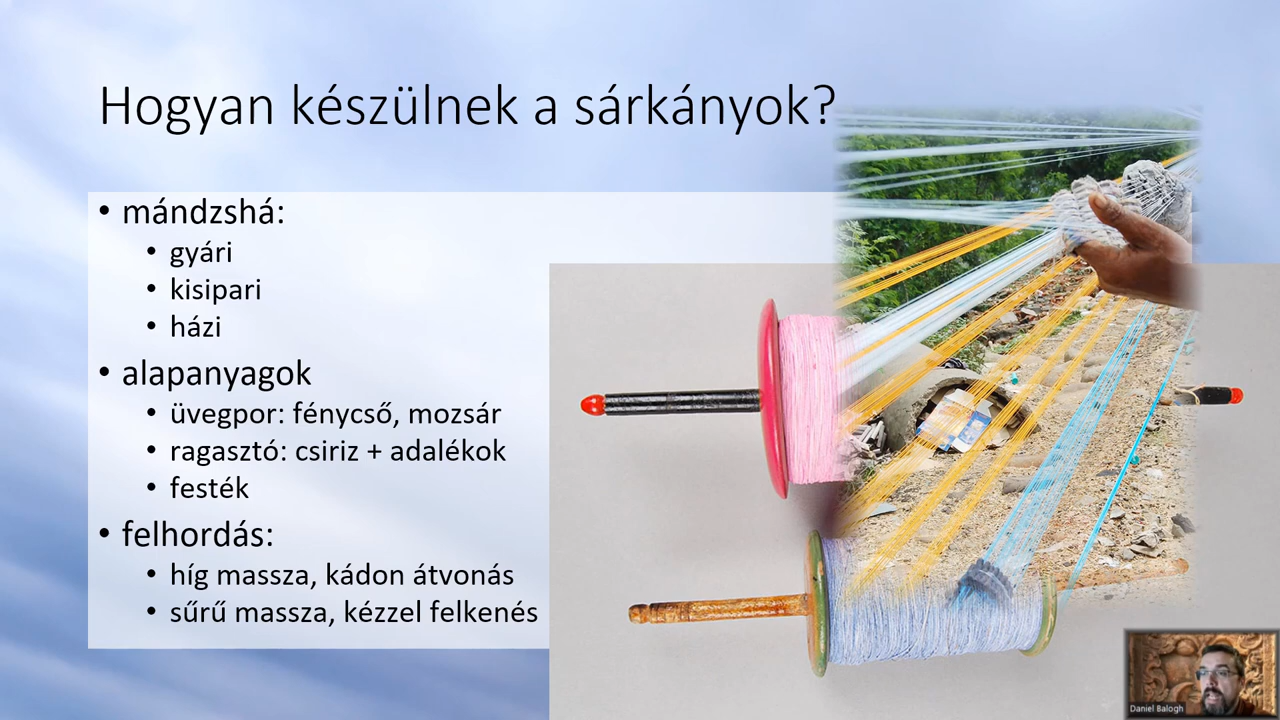 Hogyan készülnek a sárkányok?
• mándzshá:
• gyári
• kisipari
• házi
• alapanyagok
• üvegpor: fénycső, mozsár
• ragasztó: csiriz + adalékok
• festék
• felhordás:
• híg massza, kádon átvonás
• sűrű massza, kézzel felkenés
Daniel Balogh